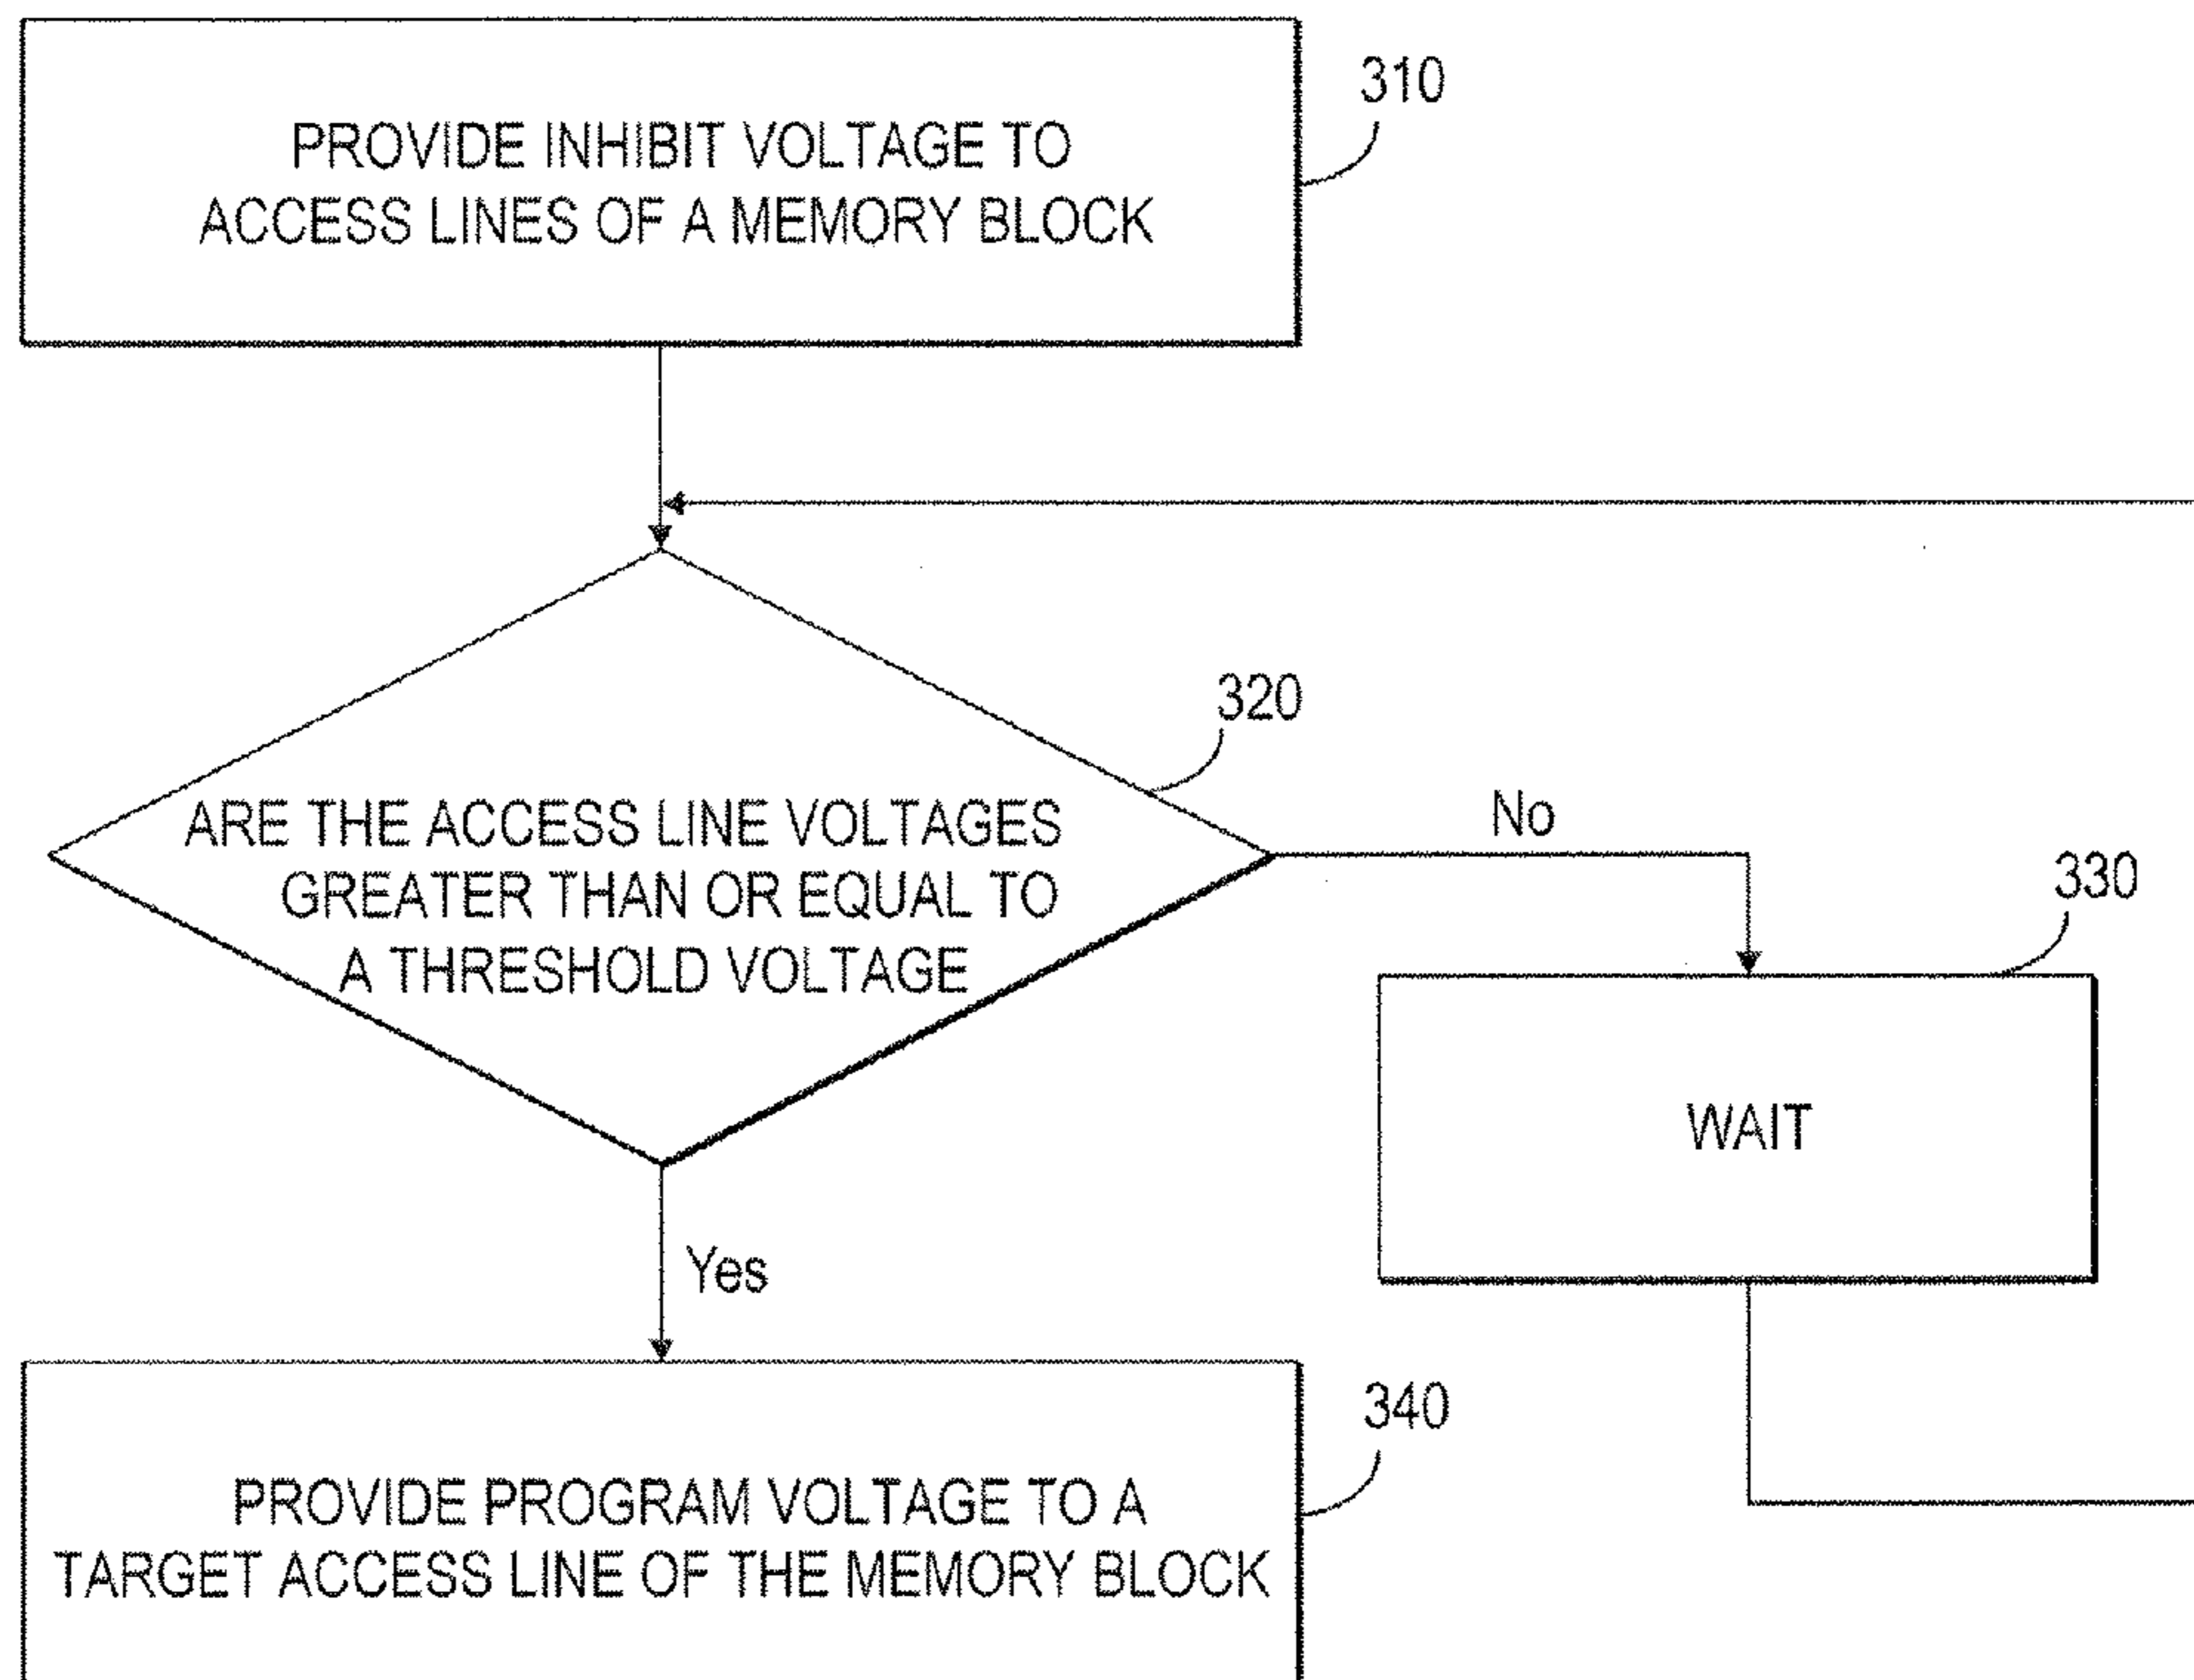 310
PROVIDE INHIBIT VOLTAGE TO
ACCESS LINES OF A MEMORY BLOCK
320
ARE THE ACCESS LINE VOLTAGES
GREATER THAN OR EQUAL TO
A THRESHOLD VOLTAGE
No
330
WAIT
Yes
340
PROVIDE PROGRAM VOLTAGE TO A
TARGET ACCESS LINE OF THE MEMORY BLOCK